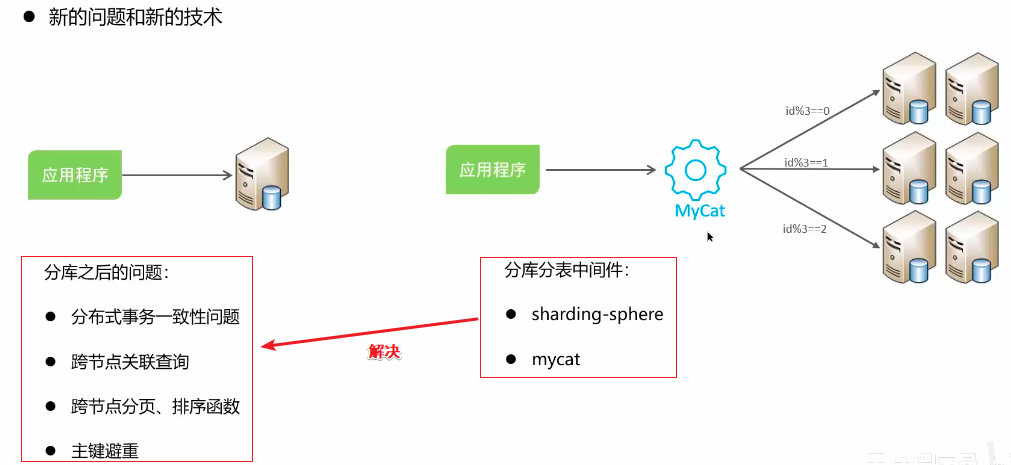 新的问题和新的技术
应用程序
应用程序
MyCat
id%3==0
id%3==1
id%3==2
分库之后的问题：
分布式事务一致性问题
跨节点关联查询
跨节点分页、排序函数
主键避重
解决
分库分表中间件：
sharding-sphere
mycat